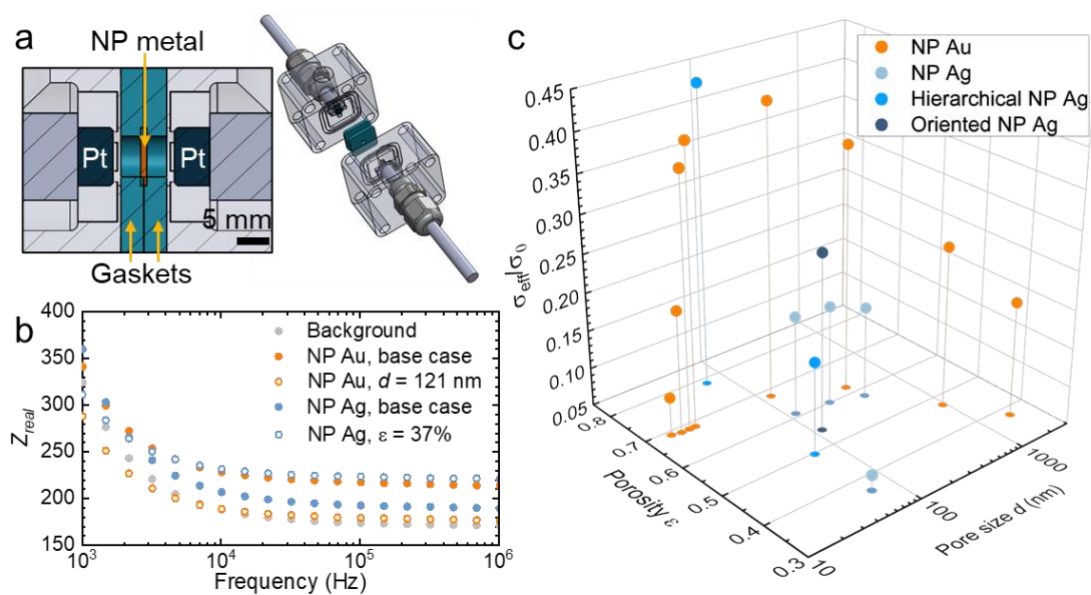 a
NP metal
Pt
Pt
5 mm
Gaskets
b
400
350
300
250
200
150
Z_real
Background
NP Au, base case
NP Au, d = 121 nm
NP Ag, base case
NP Ag, ε = 37%
10^3
10^4
10^5
10^6
Frequency (Hz)
c
NP Au
NP Ag
Hierarchical NP Ag
Oriented NP Ag
σ_eff/σ_0
0.45
0.40
0.35
0.30
0.25
0.20
0.15
0.10
0.05
0.8
0.7
0.6
0.5
0.4
0.3
Porosity ε
10
100
1000
Pore size d (nm)